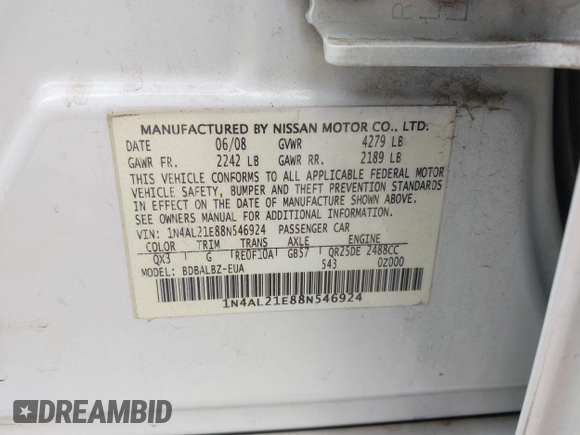 R
L
L
MANUFACTURED BY NISSAN MOTOR CO., LTD.
DATE 06/08 GVWR 4279 LB
GAWR FR. 2242 LB GAWR RR. 2189 LB
THIS VEHICLE CONFORMS TO ALL APPLICABLE FEDERAL MOTOR
VEHICLE SAFETY, BUMPER AND THEFT PREVENTION STANDARDS
IN EFFECT ON THE DATE OF MANUFACTURE SHOWN ABOVE.
SEE OWNERS MANUAL FOR ADDITIONAL INFORMATION.
VIN: 1N4AL21E88N546924 PASSENGER CAR
COLOR TRIM TRANS AXLE ENGINE
QX3 G RE0F10A GB57 QR25DE 2488CC
MODEL: BDBALBZ-EUA 543 0Z000
1N4AL21E88N546924
DREAMBID